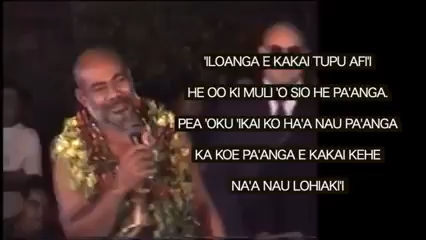 'ILOANGA E KAKAI TUPU AFI'I
HE OO KI MULI 'O SIO HE PA'ANGA.
PEA 'OKU 'IKAI KO HA'A NAU PA'ANGA
KA KOE PA'ANGA E KAKAI KEHE
NA'A NAU LOHIAKI'I